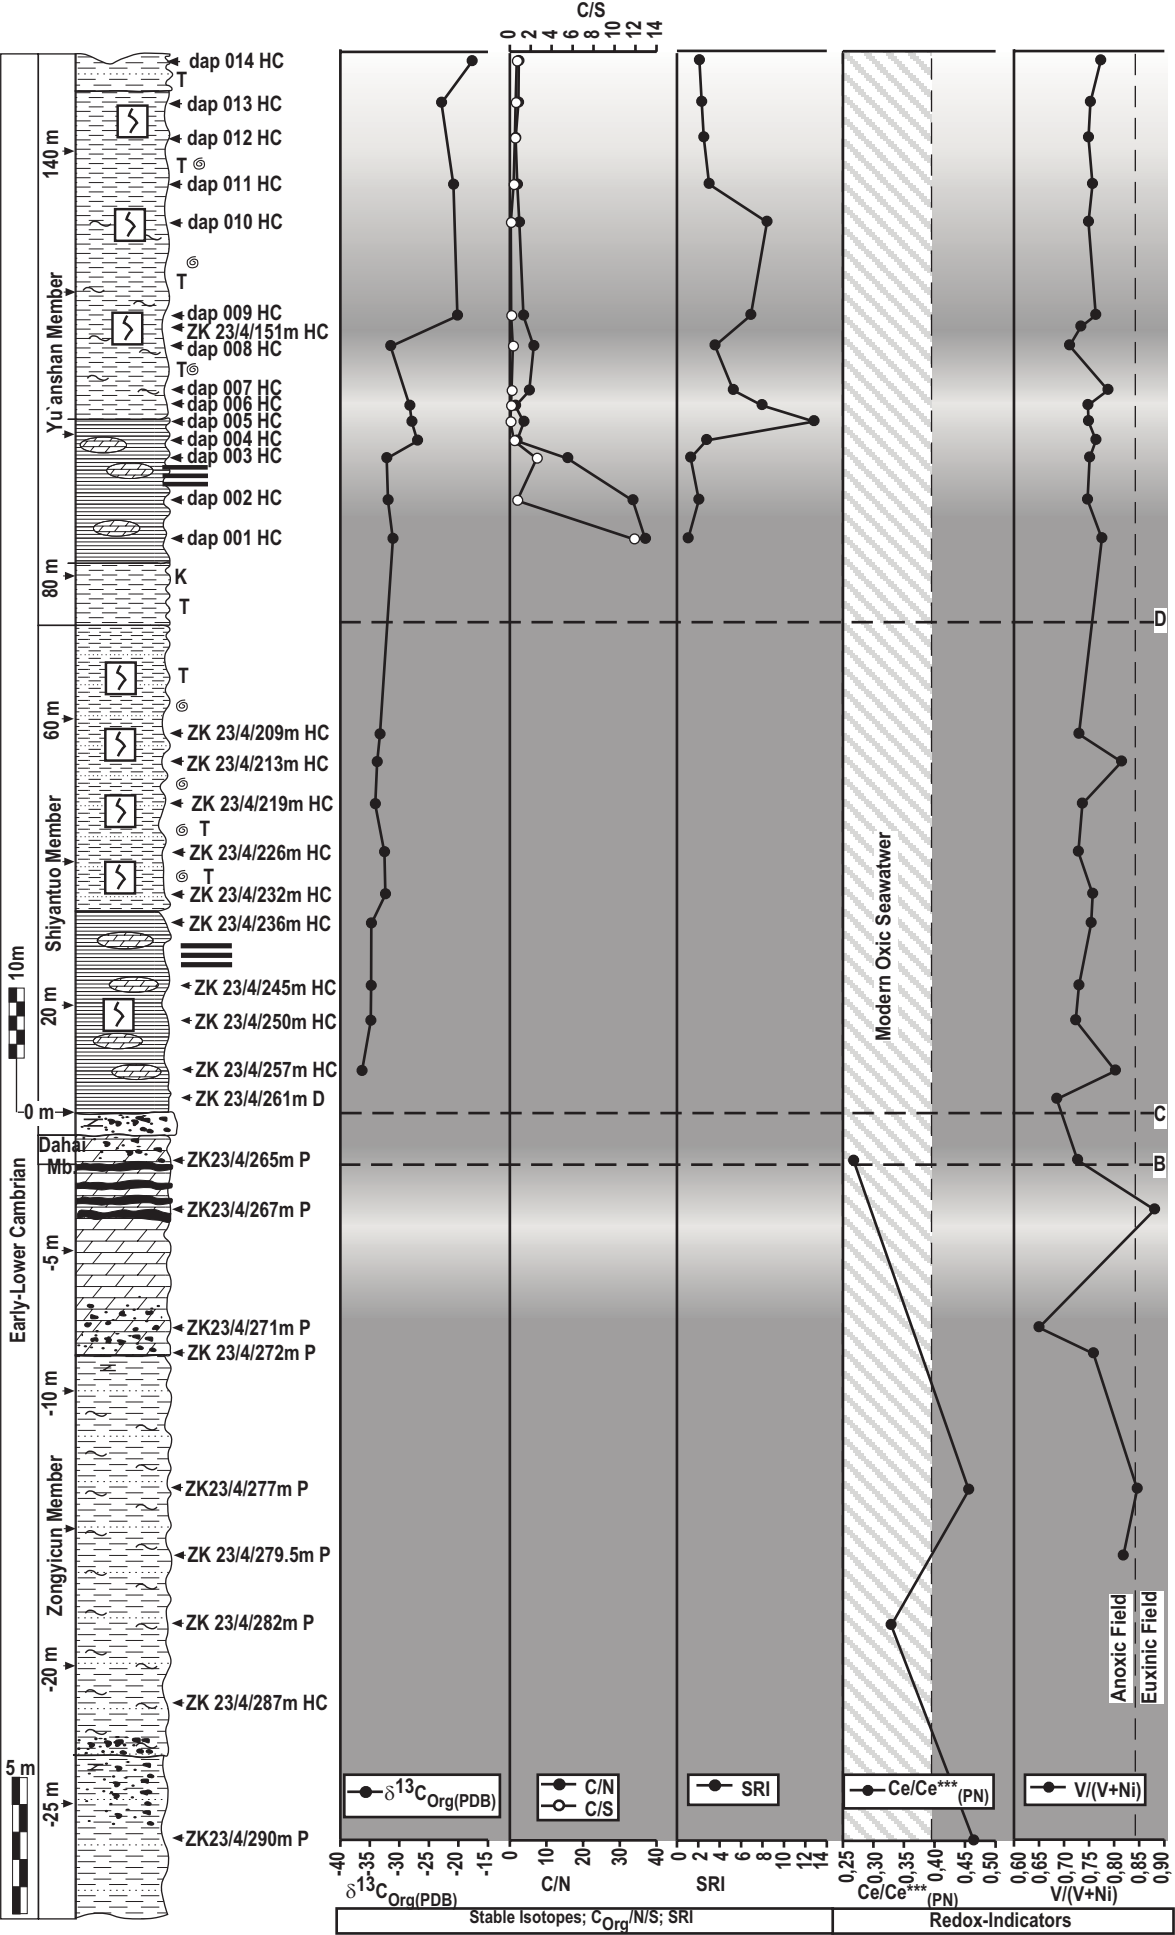 C/S
0 2 4 6 8 10 12 14
dap 014 HC
T
dap 013 HC
dap 012 HC
140 m
T
dap 011 HC
dap 010 HC
T
Yu`anshan Member
dap 009 HC
ZK 23/4/151m HC
dap 008 HC
T
dap 007 HC
dap 006 HC
dap 005 HC
dap 004 HC
dap 003 HC
dap 002 HC
dap 001 HC
80 m
K
T
D
T
60 m
ZK 23/4/209m HC
ZK 23/4/213m HC
ZK 23/4/219m HC
T
ZK 23/4/226m HC
T
ZK 23/4/232m HC
Shiyantuo Member
ZK 23/4/236m HC
Modern Oxic Seawatwer
10m
20 m
ZK 23/4/245m HC
ZK 23/4/250m HC
ZK 23/4/257m HC
ZK 23/4/261m D
0 m
N
C
Dahai
Mb.
ZK23/4/265m P
B
ZK23/4/267m P
Early-Lower Cambrian
-5 m
ZK23/4/271m P
ZK 23/4/272m P
N
-10 m
ZK23/4/277m P
Zongyicun Member
ZK 23/4/279.5m P
ZK 23/4/282m P
Anoxic Field
Euxinic Field
-20 m
ZK 23/4/287m HC
N
5 m
-25 m
ZK23/4/290m P
δ13COrg(PDB)
C/N
C/S
SRI
Ce/Ce***(PN)
V/(V+Ni)
-40 -35 -30 -25 -20 -15
0 10 20 30 40
0 2 4 6 8 10 12 14
0,25 0,30 0,35 0,40 0,45 0,50
0,60 0,65 0,70 0,75 0,80 0,85 0,90
δ13COrg(PDB)
C/N
SRI
Ce/Ce***(PN)
V/(V+Ni)
Stable Isotopes; COrg/N/S; SRI
Redox-Indicators